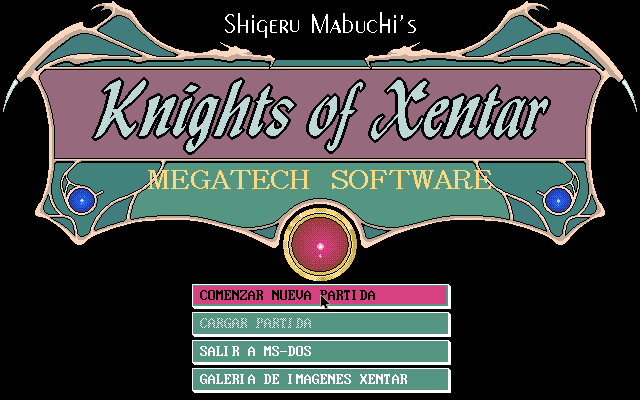 Shigeru Mabuchi's
Knights of Xentar
MEGATECH SOFTWARE
COMENZAR NUEVA PARTIDA
CARGAR PARTIDA
SALIR A MS-DOS
GALERIA DE IMAGENES XENTAR